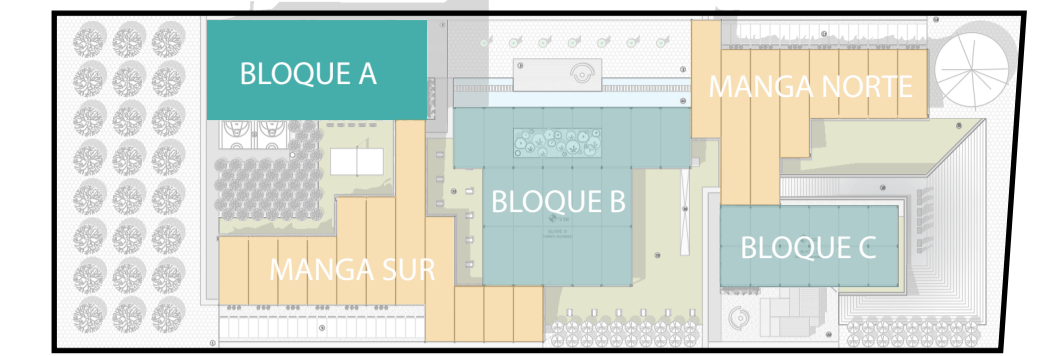 BLOQUE A
MANGA NORTE
BLOQUE B
BLOQUE C
MANGA SUR